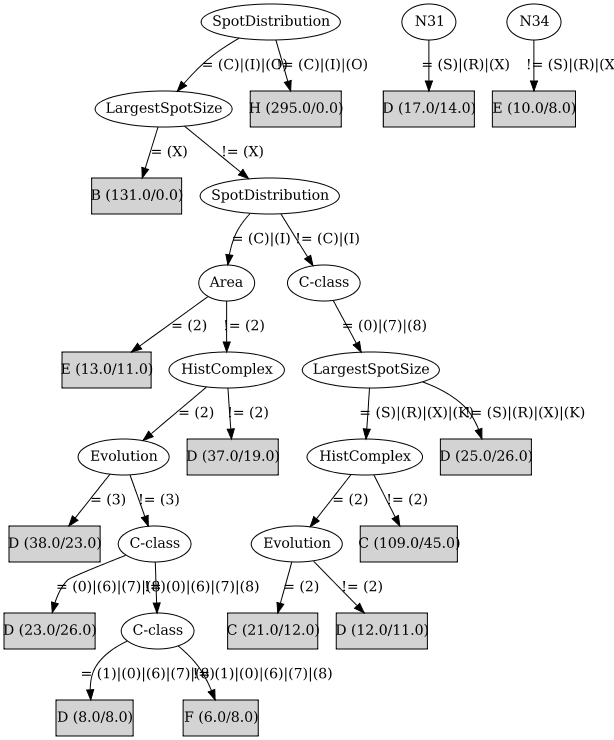 SpotDistribution N31 N34
= (C)|(I)|(O) != (C)|(I)|(O) = (S)|(R)|(X) != (S)|(R)|(X
LargestSpotSize H (295.0/0.0) D (17.0/14.0) E (10.0/8.0)
= (X) != (X)
B (131.0/0.0) SpotDistribution
= (C)|(I) != (C)|(I)
Area C-class
= (2) != (2) = (0)|(7)|(8)
E (13.0/11.0) HistComplex LargestSpotSize
= (2) != (2) = (S)|(R)|(X)|(K) != (S)|(R)|(X)|(K)
Evolution D (37.0/19.0) HistComplex D (25.0/26.0)
= (3) != (3) = (2) != (2)
D (38.0/23.0) C-class Evolution C (109.0/45.0)
= (0)|(6)|(7)|(8) != (0)|(6)|(7)|(8) = (2) != (2)
D (23.0/26.0) C-class C (21.0/12.0) D (12.0/11.0)
= (1)|(0)|(6)|(7)|(8) != (1)|(0)|(6)|(7)|(8)
D (8.0/8.0) F (6.0/8.0)